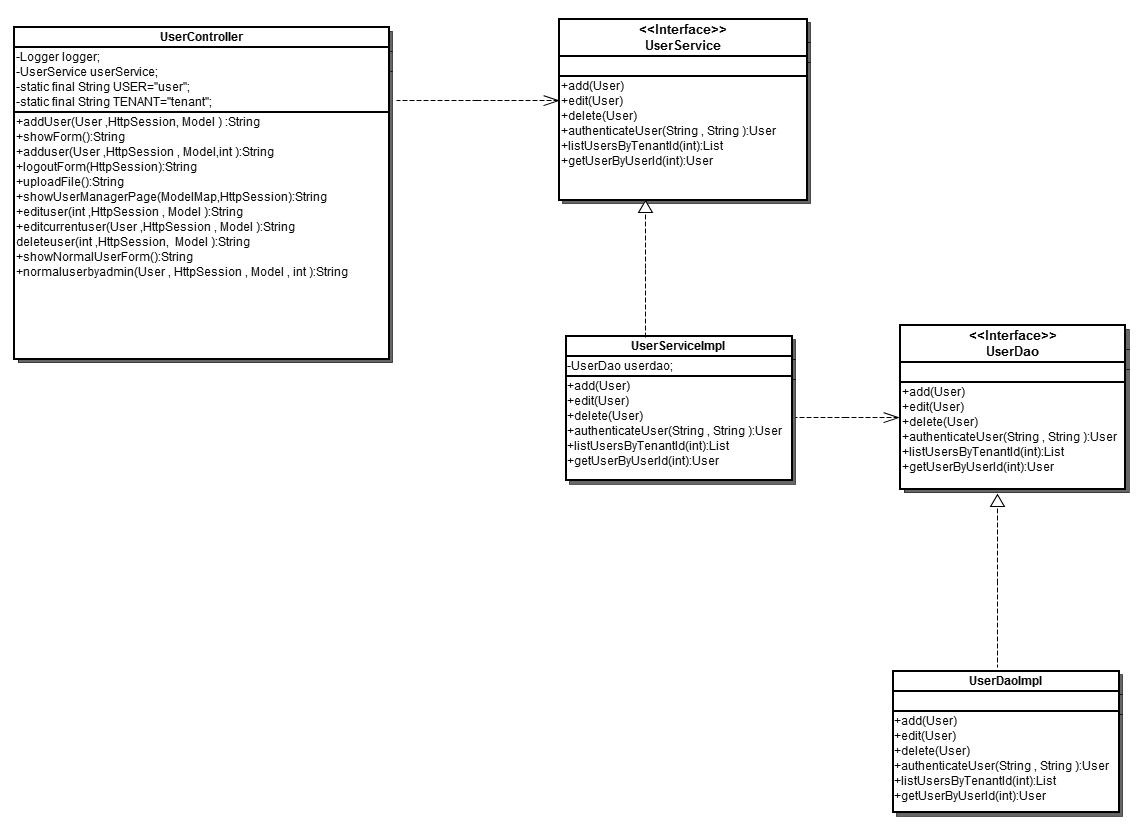 UserController
-Logger logger;
-UserService userService;
-static final String USER="user";
-static final String TENANT="tenant";
+addUser(User ,HttpSession, Model ) :String
+showForm():String
+adduser(User ,HttpSession , Model,int ):String
+logoutForm(HttpSession):String
+uploadFile():String
+showUserManagerPage(ModelMap,HttpSession):String
+edituser(int ,HttpSession , Model ):String
+editcurrentuser(User ,HttpSession , Model ):String
deleteuser(int ,HttpSession, Model ):String
+showNormalUserForm():String
+normaluserbyadmin(User , HttpSession , Model , int ):String
<<Interface>>
UserService
+add(User)
+edit(User)
+delete(User)
+authenticateUser(String , String ):User
+listUsersByTenantId(int):List
+getUserByUserId(int):User
UserServiceImpl
-UserDao userdao;
+add(User)
+edit(User)
+delete(User)
+authenticateUser(String , String ):User
+listUsersByTenantId(int):List
+getUserByUserId(int):User
<<Interface>>
UserDao
+add(User)
+edit(User)
+delete(User)
+authenticateUser(String , String ):User
+listUsersByTenantId(int):List
+getUserByUserId(int):User
UserDaoImpl
+add(User)
+edit(User)
+delete(User)
+authenticateUser(String , String ):User
+listUsersByTenantId(int):List
+getUserByUserId(int):User